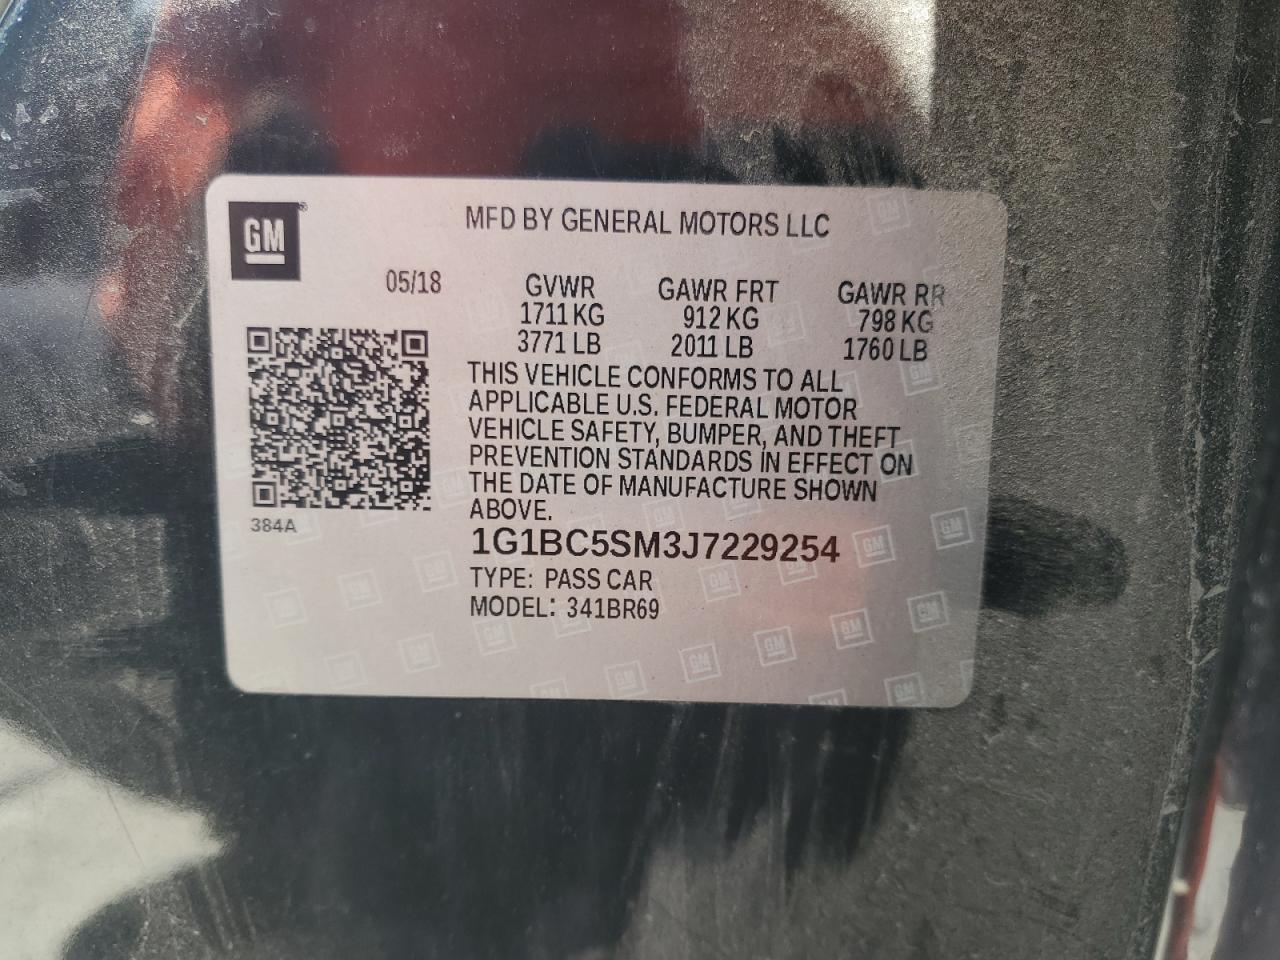 GM
MFD BY GENERAL MOTORS LLC
05/18
GVWR GAWR FRT GAWR RR
1711 KG 912 KG 798 KG
3771 LB 2011 LB 1760 LB
THIS VEHICLE CONFORMS TO ALL
APPLICABLE U.S. FEDERAL MOTOR
VEHICLE SAFETY, BUMPER, AND THEFT
PREVENTION STANDARDS IN EFFECT ON
THE DATE OF MANUFACTURE SHOWN
ABOVE.
384A
1G1BC5SM3J7229254
TYPE: PASS CAR
MODEL: 341BR69